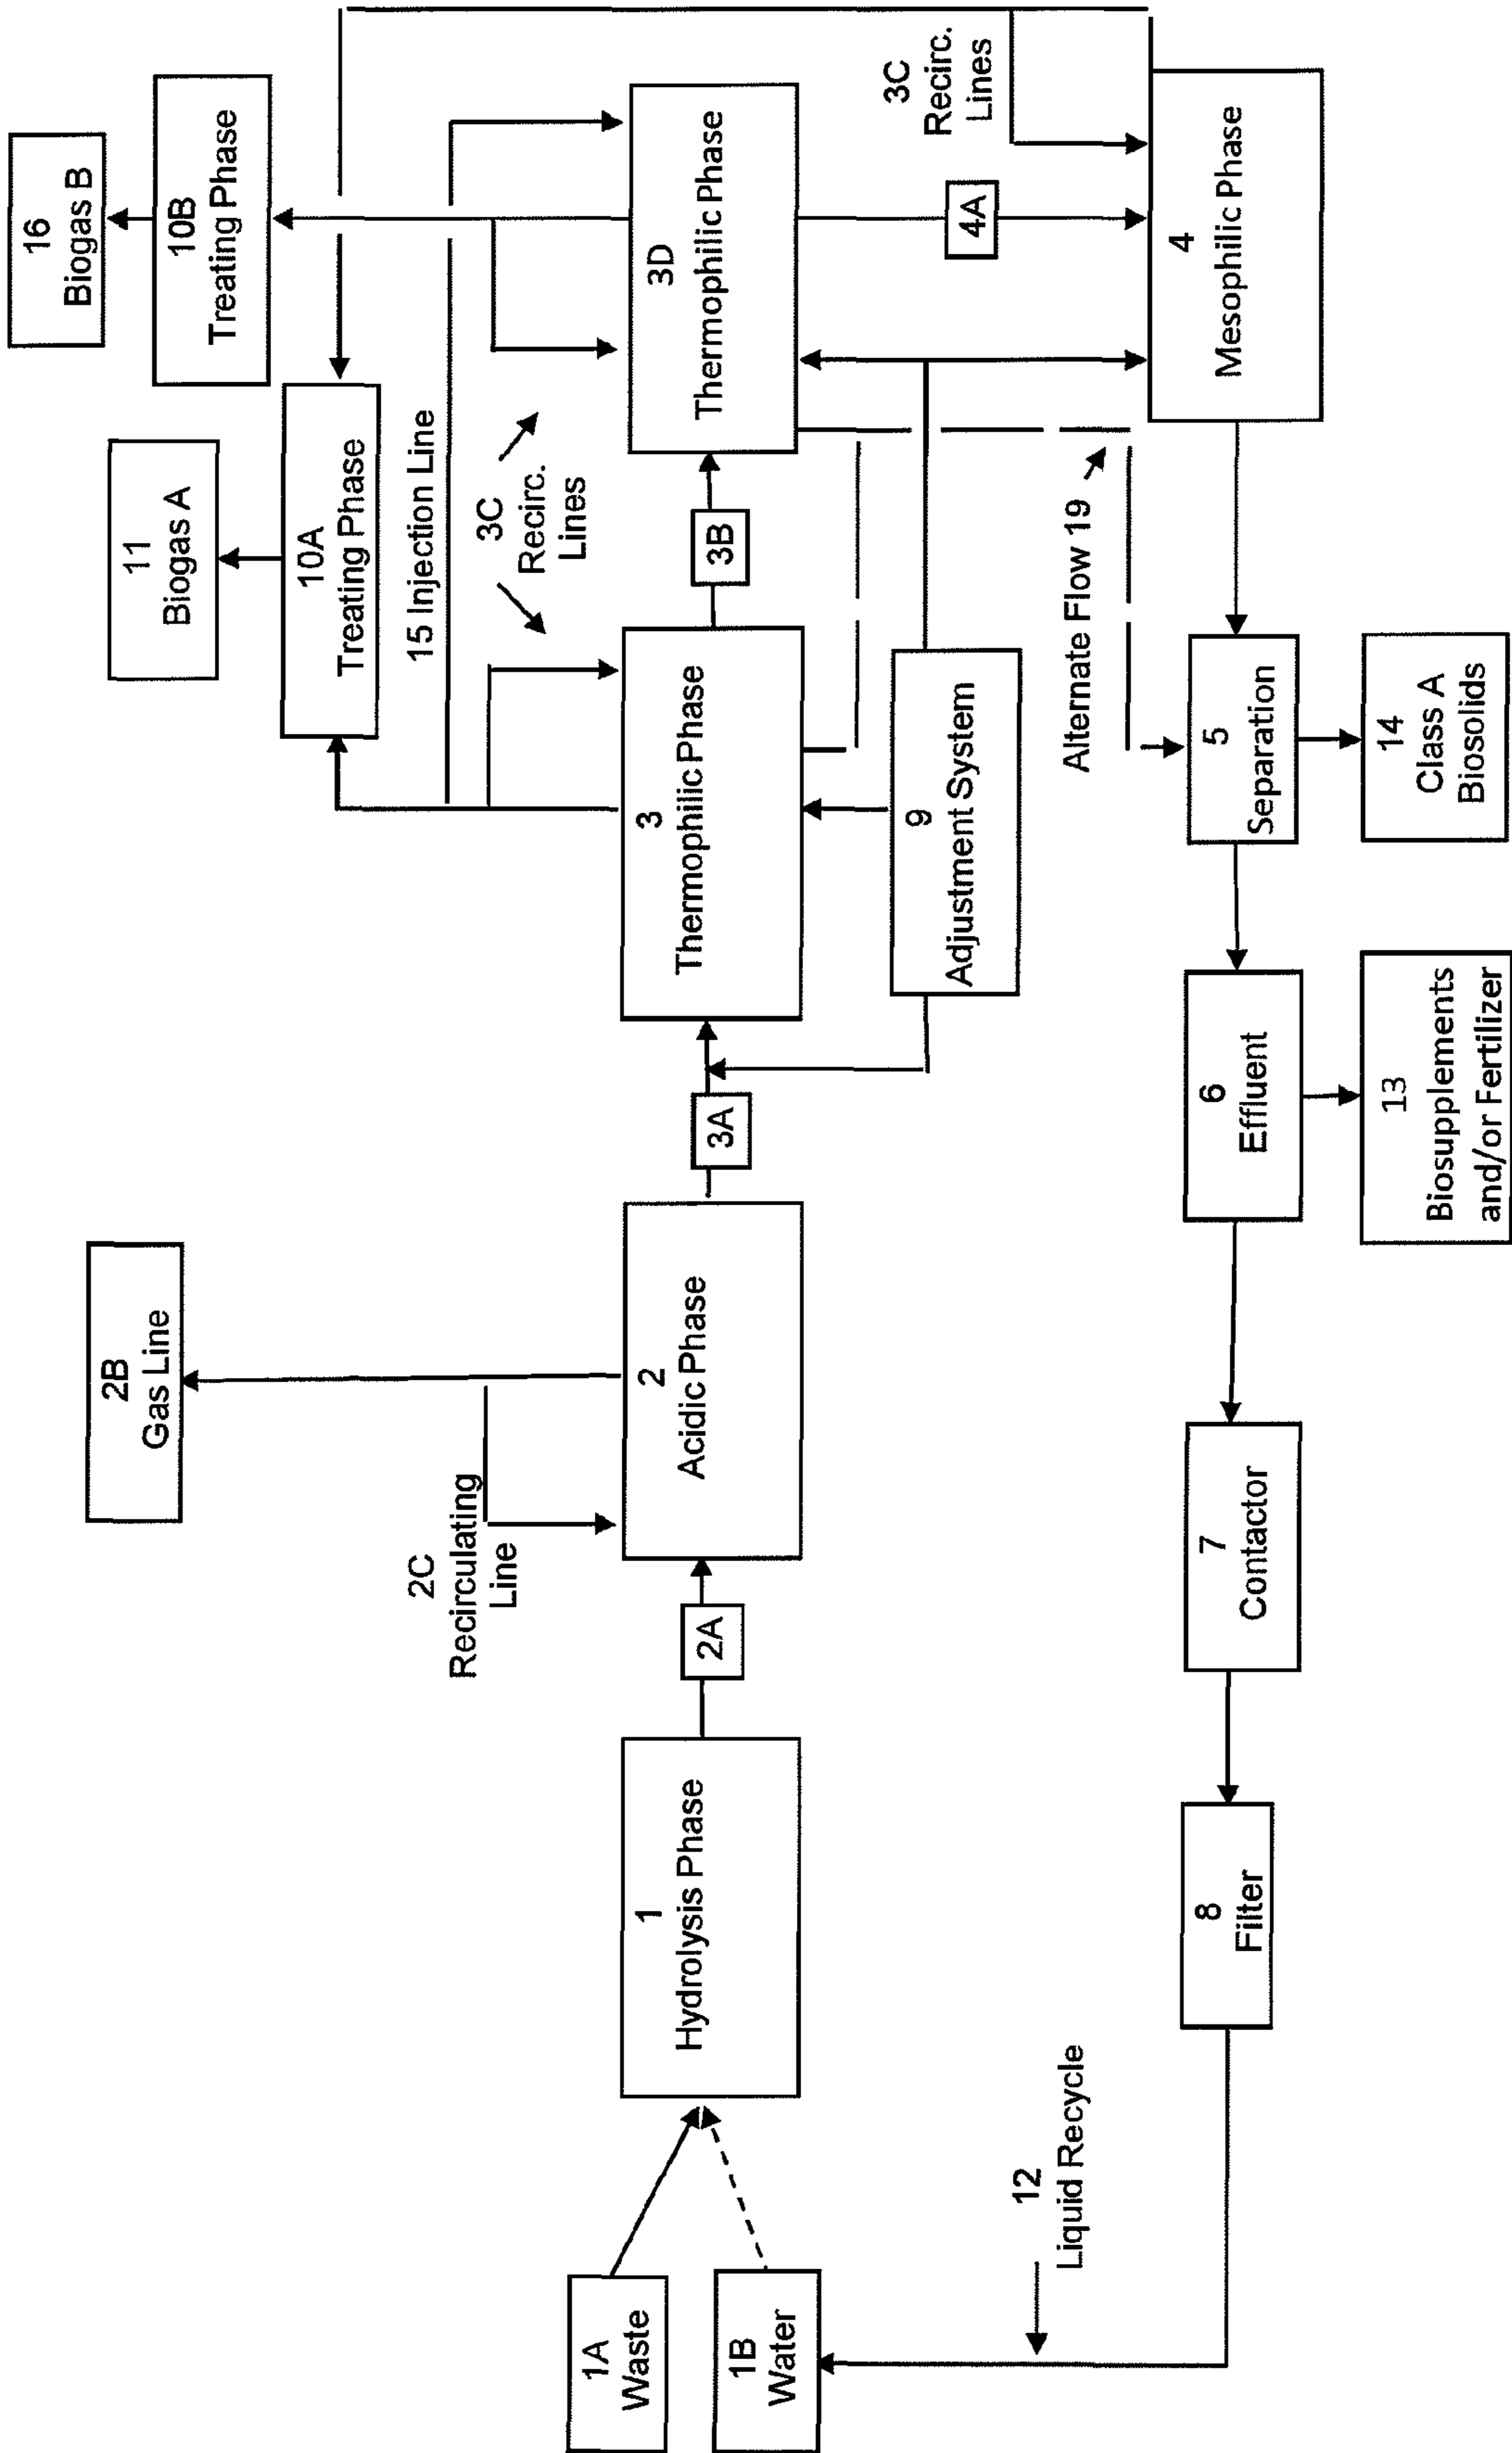 1A
Waste
1B
Water
1
Hydrolysis Phase
2A
2
Acidic Phase
2B
Gas Line
2C
Recirculating
Line
3A
3
Thermophilic Phase
3B
3D
Thermophilic Phase
3C
Recirc.
Lines
15 Injection Line
10A
Treating Phase
11
Biogas A
10B
Treating Phase
16
Biogas B
3C
Recirc.
Lines
4A
4
Mesophilic Phase
9
Adjustment System
Alternate Flow 19
5
Separation
14
Class A
Biosolids
6
Effluent
13
Biosupplements
and/or Fertilizer
7
Contactor
8
Filter
12
Liquid Recycle